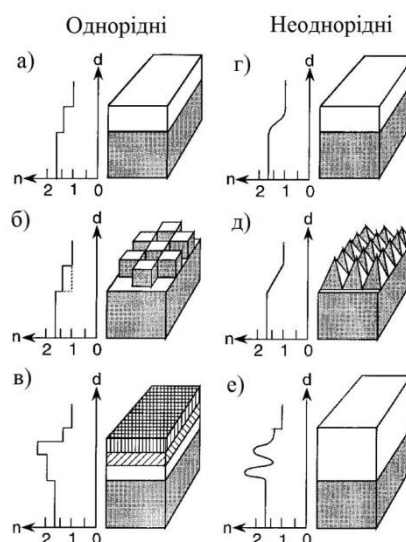 Однорідні Неоднорідні
а) d г) d
n 2 1 0 n 2 1 0
б) d д) d
n 2 1 0 n 2 1 0
в) d е) d
n 2 1 0 n 2 1 0